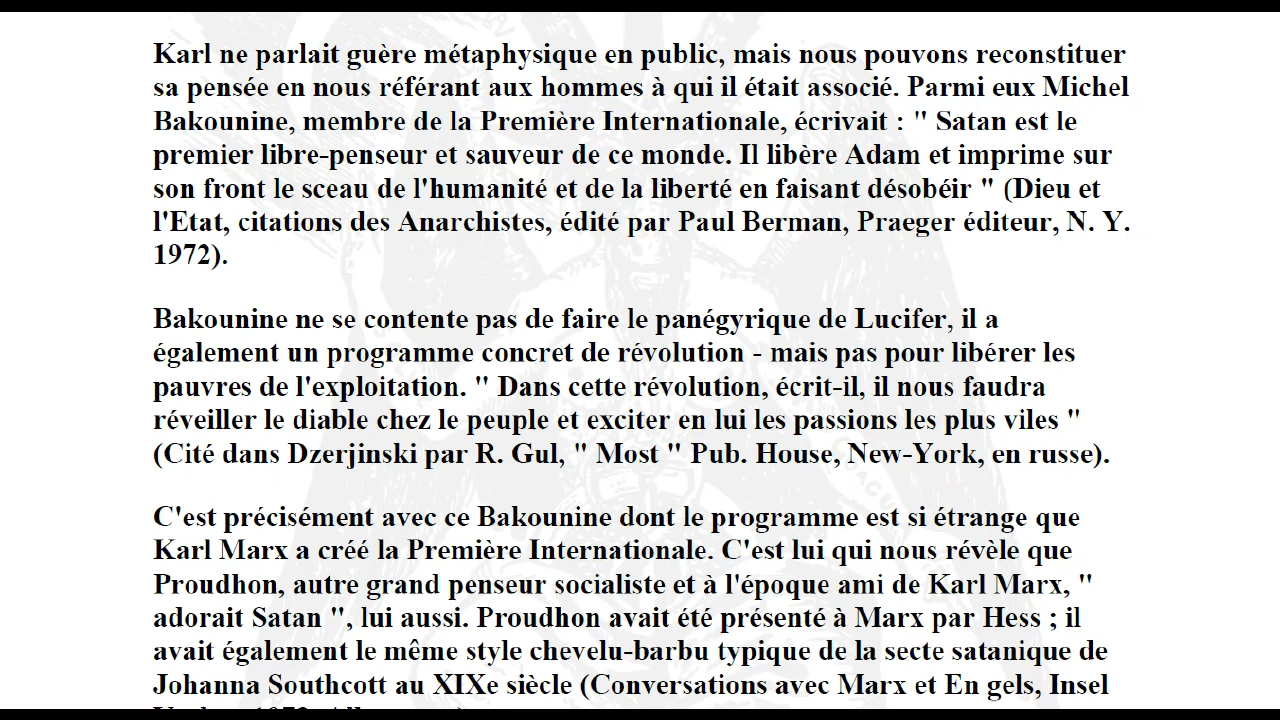 Karl ne parlait guère métaphysique en public, mais nous pouvons reconstituer
sa pensée en nous référant aux hommes à qui il était associé. Parmi eux Michel
Bakounine, membre de la Première Internationale, écrivait : " Satan est le
premier libre-penseur et sauveur de ce monde. Il libère Adam et imprime sur
son front le sceau de l'humanité et de la liberté en faisant désobéir " (Dieu et
l'Etat, citations des Anarchistes, édité par Paul Berman, Praeger éditeur, N. Y.
1972).
Bakounine ne se contente pas de faire le panégyrique de Lucifer, il a
également un programme concret de révolution - mais pas pour libérer les
pauvres de l'exploitation. " Dans cette révolution, écrit-il, il nous faudra
réveiller le diable chez le peuple et exciter en lui les passions les plus viles "
(Cité dans Dzerjinski par R. Gul, " Most " Pub. House, New-York, en russe).
C'est précisément avec ce Bakounine dont le programme est si étrange que
Karl Marx a créé la Première Internationale. C'est lui qui nous révèle que
Proudhon, autre grand penseur socialiste et à l'époque ami de Karl Marx, "
adorait Satan ", lui aussi. Proudhon avait été présenté à Marx par Hess ; il
avait également le même style chevelu-barbu typique de la secte satanique de
Johanna Southcott au XIXe siècle (Conversations avec Marx et En gels, Insel